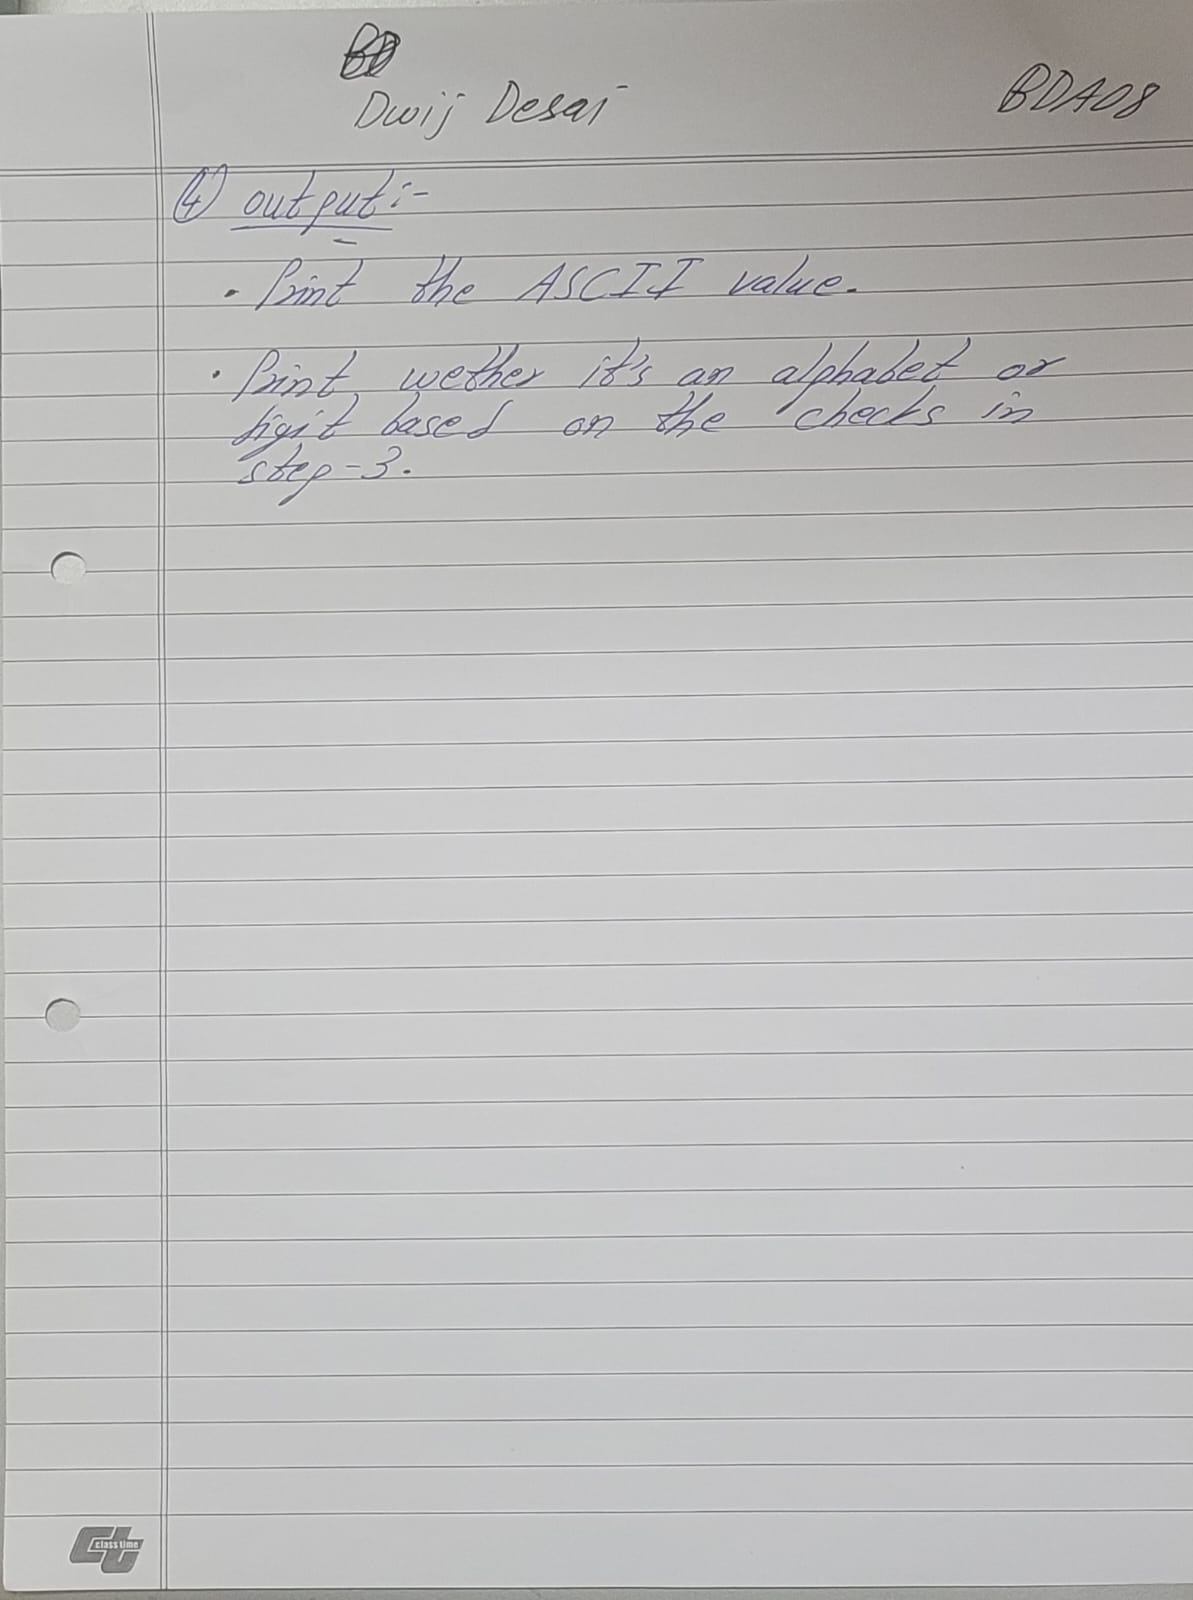 Dwij Desai
BDA08
④ output :-
• Print the ASCII value.
• Print wether it's an alphabet or
digit based on the checks in
step-3.
class time